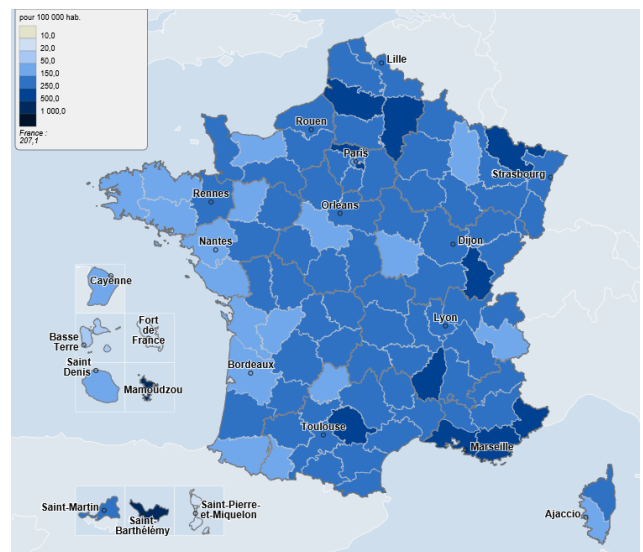 pour 100 000 hab.
10,0
20,0
50,0
150,0
250,0
500,0
1 000,0
France :
207,1
Lille
Rouen
Paris
Strasbourg
Rennes
Orléans
Nantes
Dijon
Cayenne
Basse
Terre
Fort
de
France
Lyon
Saint
Denis
Mamoudzou
Bordeaux
Toulouse
Marseille
Saint-Martin
Saint-
Barthélémy
Saint-Pierre
-et-Miquelon
Ajaccio